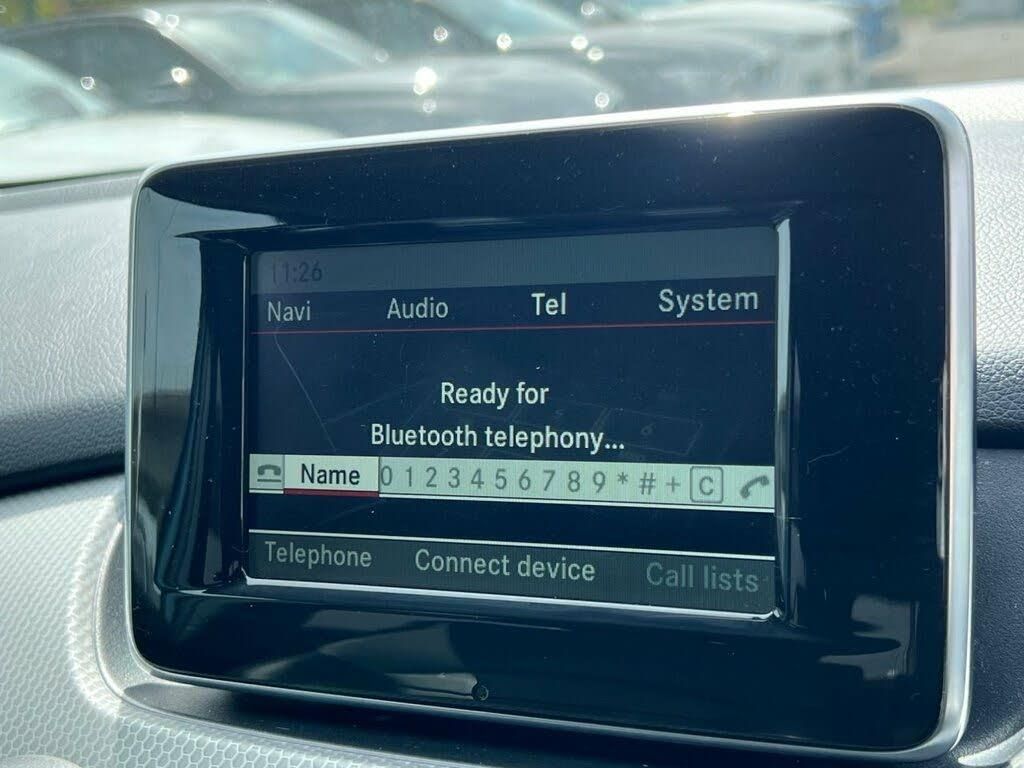 11:26
Navi Audio Tel System
Ready for
Bluetooth telephony...
Name 0 1 2 3 4 5 6 7 8 9 * # + C
Telephone Connect device Call lists